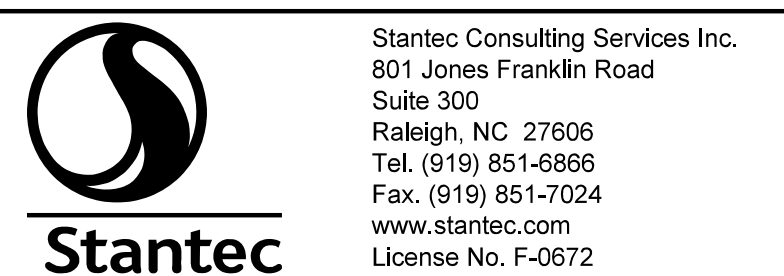 Stantec
Stantec Consulting Services Inc.
801 Jones Franklin Road
Suite 300
Raleigh, NC  27606
Tel. (919) 851-6866
Fax. (919) 851-7024
www.stantec.com
License No. F-0672